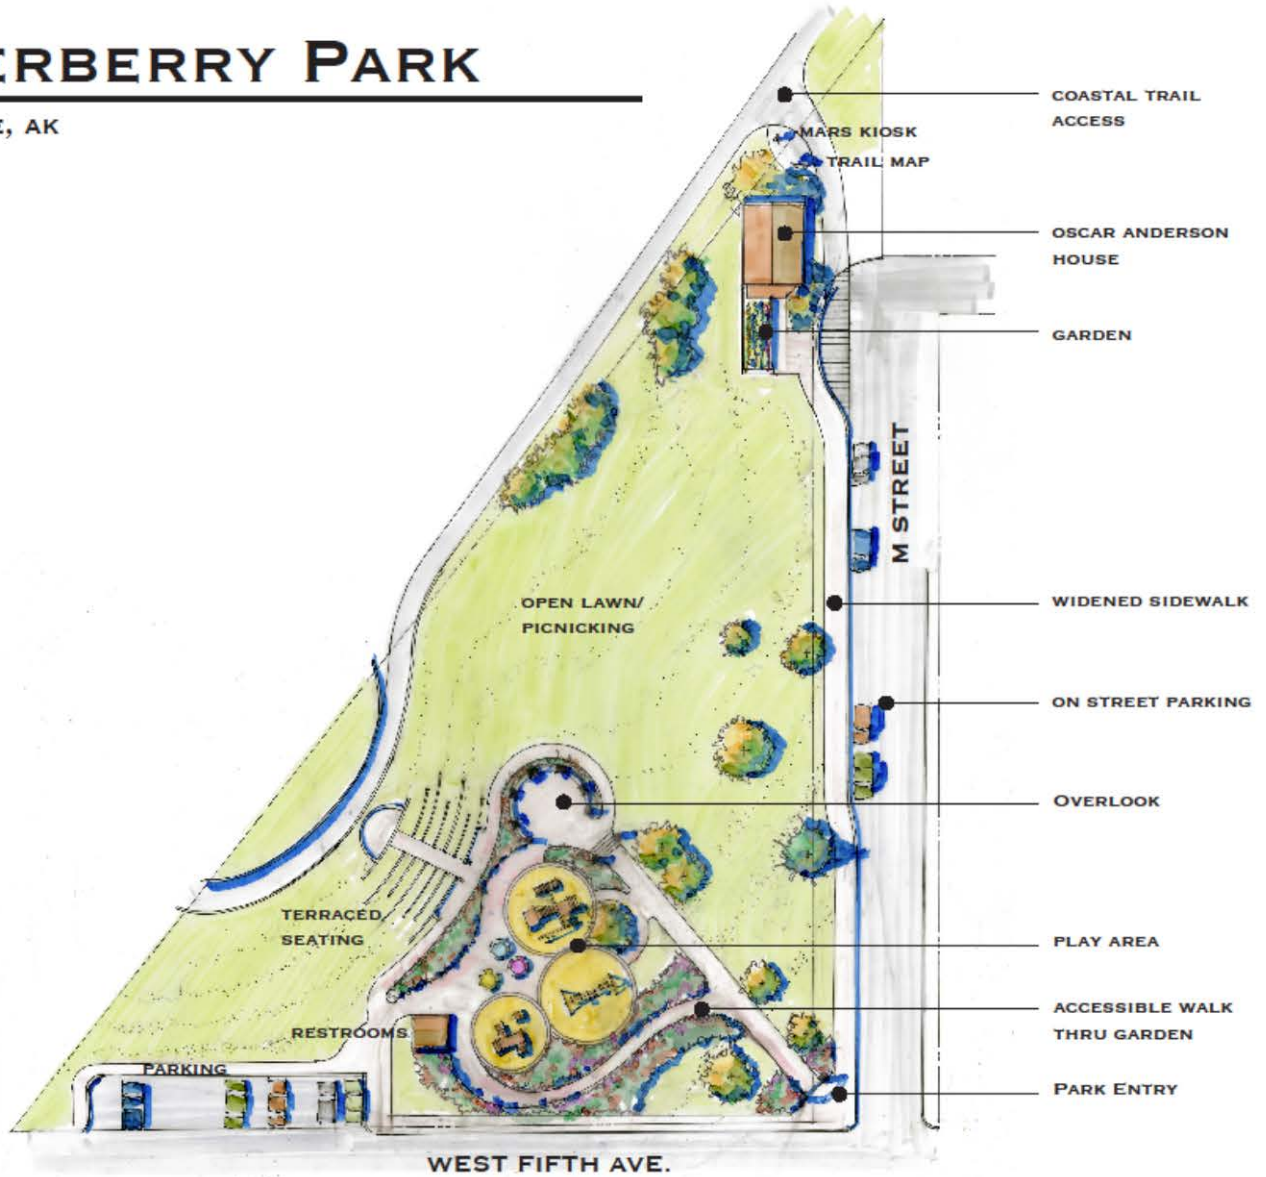 ERBERRY PARK
E, AK
COASTAL TRAIL
ACCESS
MARS KIOSK
TRAIL MAP
OSCAR ANDERSON
HOUSE
GARDEN
M STREET
OPEN LAWN/
PICNICKING
WIDENED SIDEWALK
ON STREET PARKING
OVERLOOK
TERRACED
SEATING
PLAY AREA
ACCESSIBLE WALK
THRU GARDEN
RESTROOMS
PARKING
PARK ENTRY
WEST FIFTH AVE.